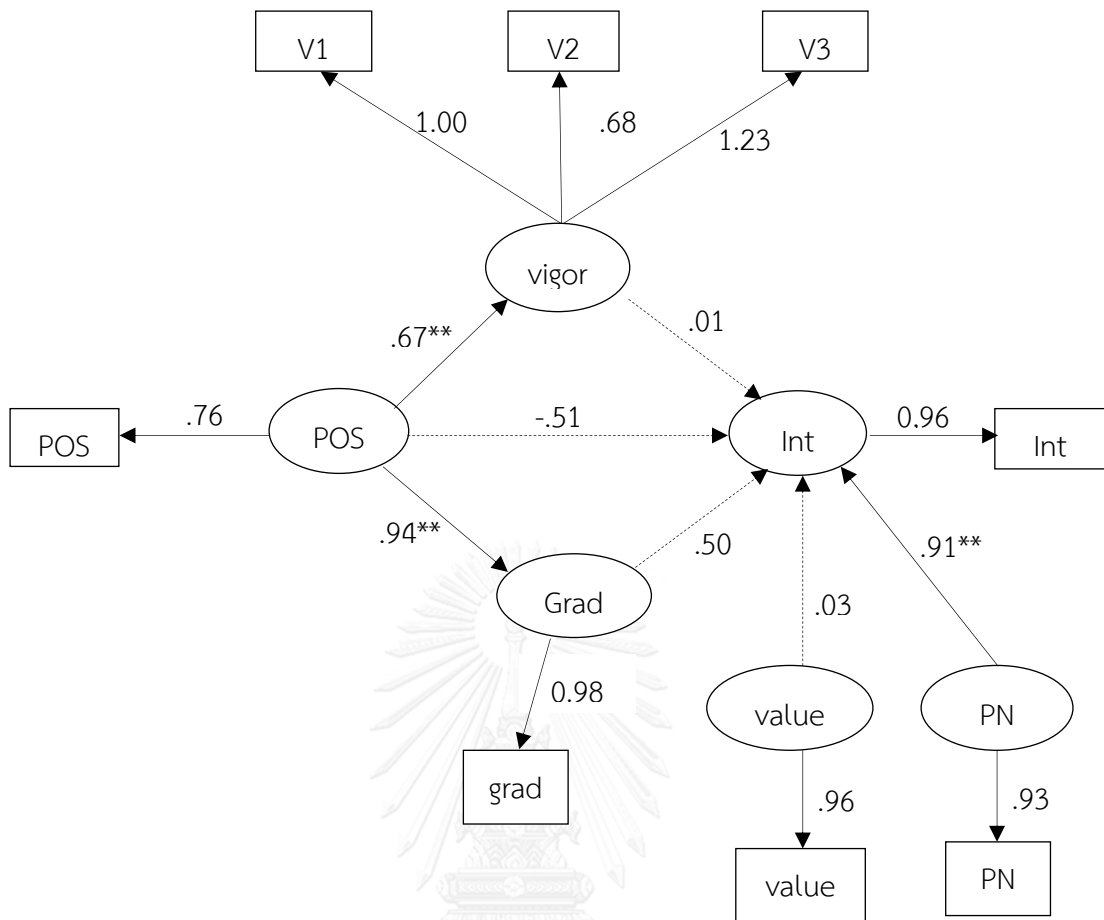 V1
V2
V3
1.00
.68
1.23
vigor
.67**
.01
POS
.76
POS
-.51
Int
0.96
Int
.94**
.50
.91**
Grad
.03
0.98
value
PN
grad
.96
.93
value
PN